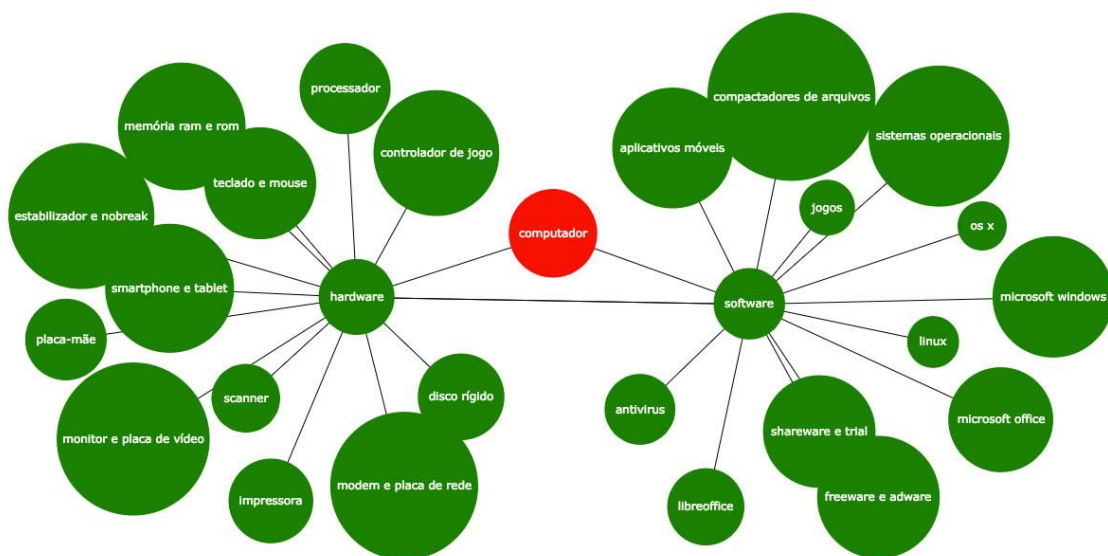 processador
compactadores de arquivos
memória ram e rom
sistemas operacionais
controlador de jogo
aplicativos móveis
teclado e mouse
jogos
estabilizador e nobreak
os x
computador
smartphone e tablet
hardware
software
microsoft windows
placa-mãe
linux
scanner
disco rígido
antivirus
microsoft office
monitor e placa de vídeo
shareware e trial
modem e placa de rede
freeware e adware
impressora
libreoffice